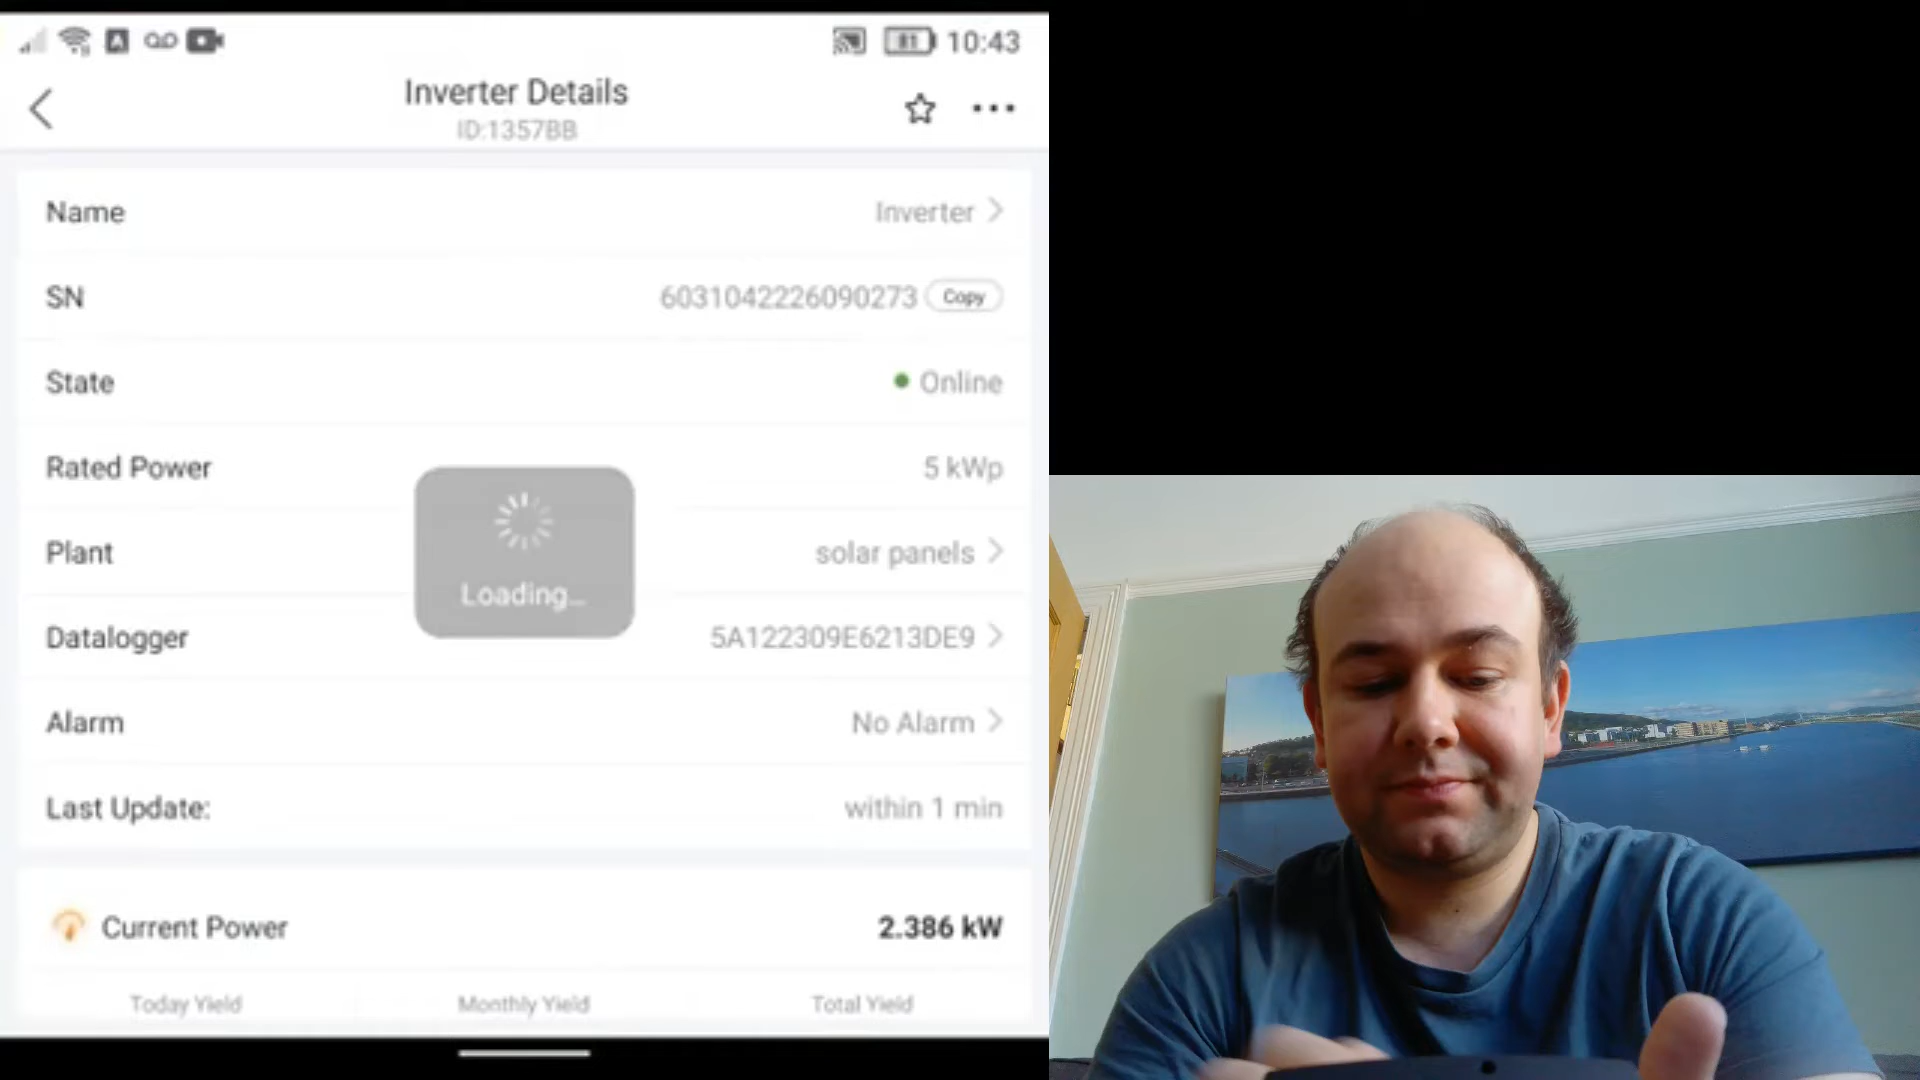 81 10:43
Inverter Details
ID:1357BB
Name Inverter
SN 6031042226090273 Copy
State Online
Rated Power 5 kWp
Plant solar panels
Loading...
Datalogger 5A122309E6213DE9
Alarm No Alarm
Last Update: within 1 min
Current Power 2.386 kW
Today Yield Monthly Yield Total Yield